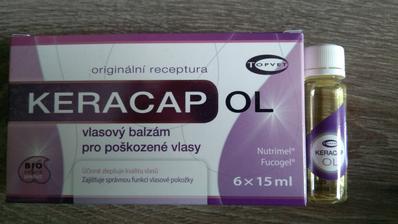 TOPVET
originální receptura
KERACAP OL
vlasový balzám
pro poškozené vlasy
Nutrimel®
Fucogel®
BIO
Účinně zlepšuje kvalitu vlasů
Zajišťuje správnou funkci vlasové pokožky
6 × 15 ml
KERACAP
OL